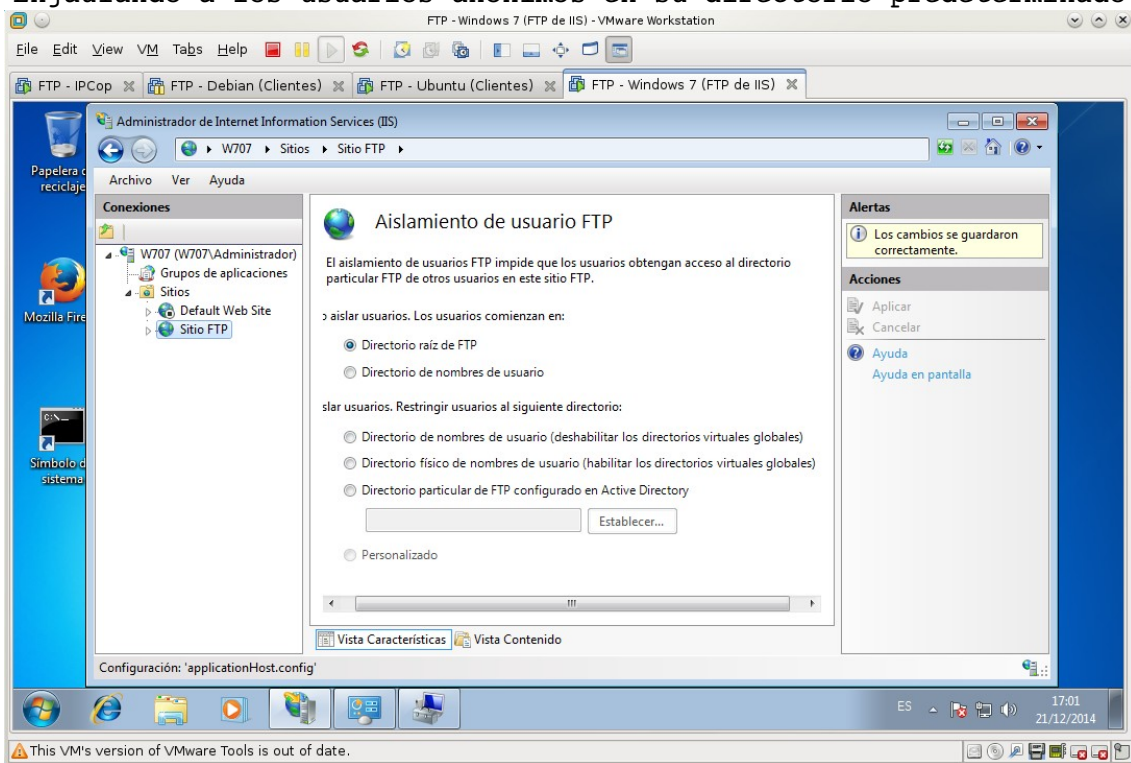 Enjaulando a los usuarios anónimos en su directorio predeterminado
FTP - Windows 7 (FTP de IIS) - VMware Workstation
File Edit View VM Tabs Help
FTP - IPCop
FTP - Debian (Clientes)
FTP - Ubuntu (Clientes)
FTP - Windows 7 (FTP de IIS)
Administrador de Internet Information Services (IIS)
W707 Sitios Sitio FTP
Archivo Ver Ayuda
Papelera d
reciclaje
Mozilla Fire
Símbolo d
sistema
Conexiones
W707 (W707\Administrador)
Grupos de aplicaciones
Sitios
Default Web Site
Sitio FTP
Aislamiento de usuario FTP
El aislamiento de usuarios FTP impide que los usuarios obtengan acceso al directorio
particular FTP de otros usuarios en este sitio FTP.
o aislar usuarios. Los usuarios comienzan en:
Directorio raíz de FTP
Directorio de nombres de usuario
slar usuarios. Restringir usuarios al siguiente directorio:
Directorio de nombres de usuario (deshabilitar los directorios virtuales globales)
Directorio físico de nombres de usuario (habilitar los directorios virtuales globales)
Directorio particular de FTP configurado en Active Directory
Establecer...
Personalizado
Vista Características
Vista Contenido
Alertas
Los cambios se guardaron
correctamente.
Acciones
Aplicar
Cancelar
Ayuda
Ayuda en pantalla
Configuración: 'applicationHost.config'
ES
17:01
21/12/2014
This VM's version of VMware Tools is out of date.